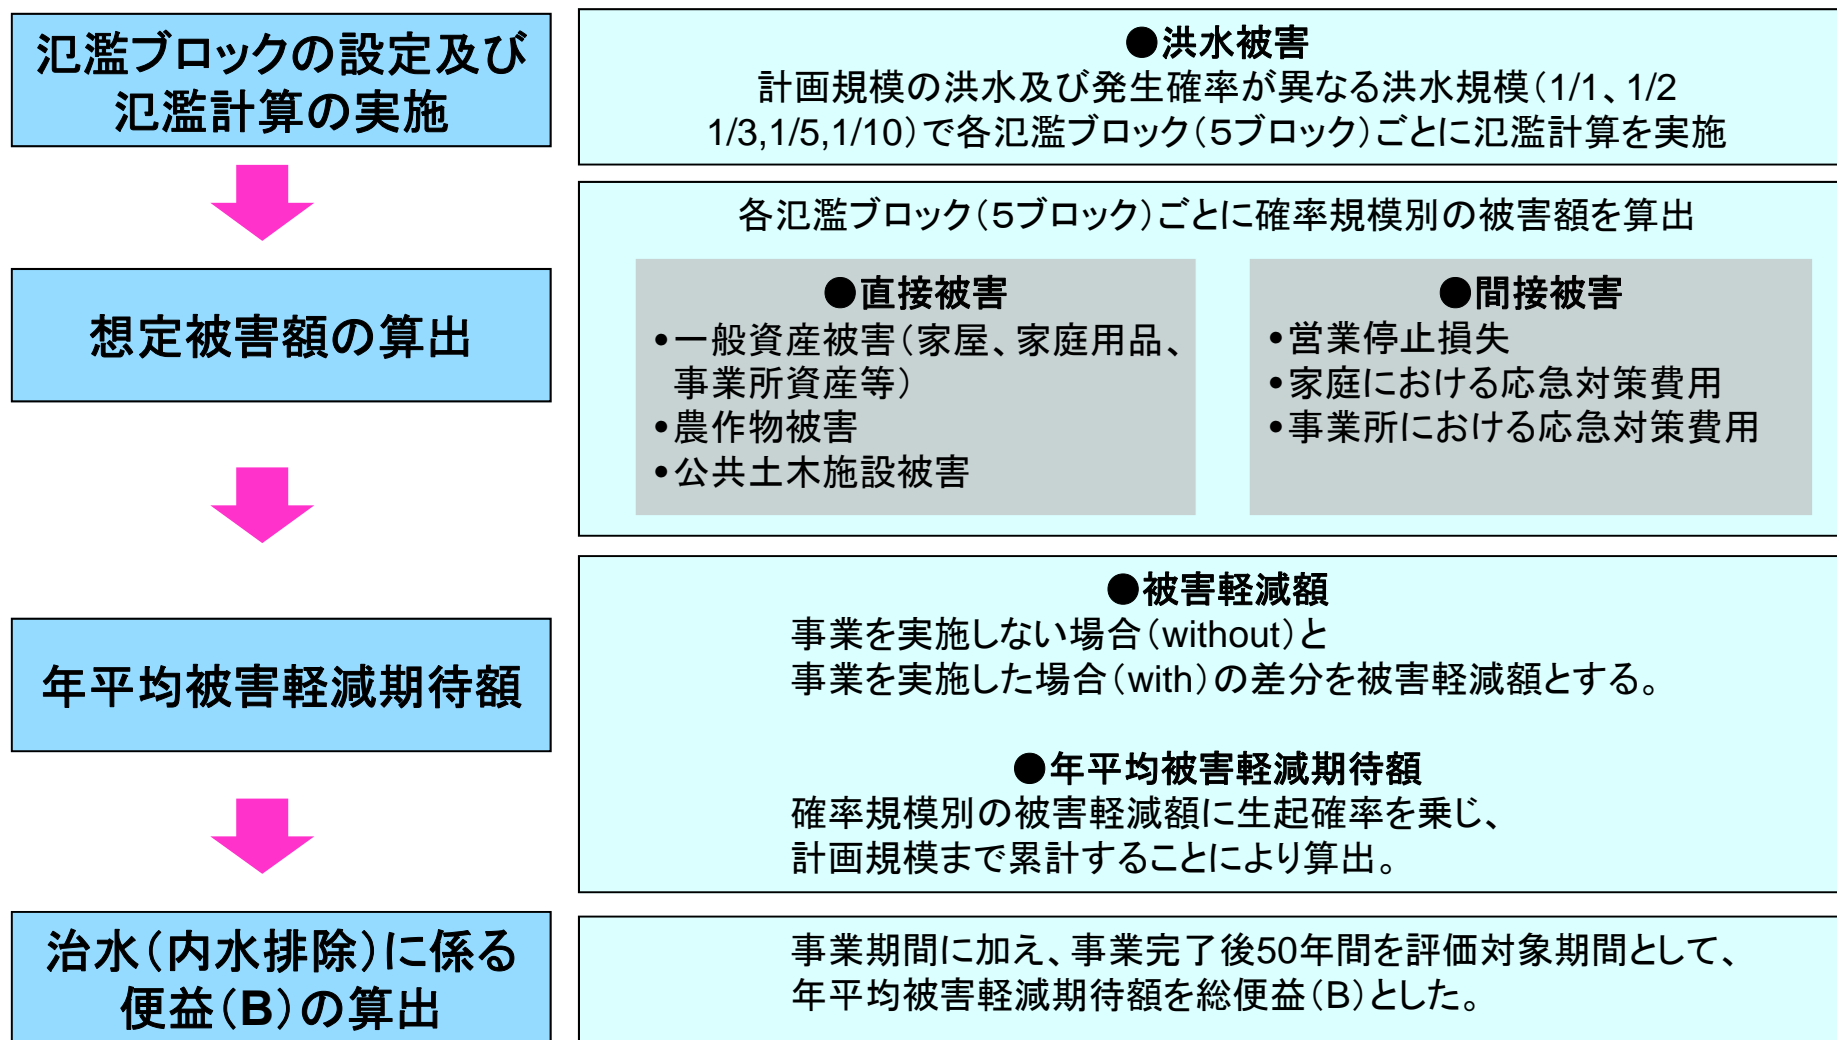 氾濫ブロックの設定及び
氾濫計算の実施
●洪水被害
計画規模の洪水及び発生確率が異なる洪水規模(1/1、1/2
1/3,1/5,1/10)で各氾濫ブロック(5ブロック)ごとに氾濫計算を実施
想定被害額の算出
各氾濫ブロック(5ブロック)ごとに確率規模別の被害額を算出
●直接被害
•一般資産被害(家屋、家庭用品、
事業所資産等)
•農作物被害
•公共土木施設被害
●間接被害
•営業停止損失
•家庭における応急対策費用
•事業所における応急対策費用
年平均被害軽減期待額
●被害軽減額
事業を実施しない場合(without)と
事業を実施した場合(with)の差分を被害軽減額とする。
●年平均被害軽減期待額
確率規模別の被害軽減額に生起確率を乗じ、
計画規模まで累計することにより算出。
治水(内水排除)に係る
便益(B)の算出
事業期間に加え、事業完了後50年間を評価対象期間として、
年平均被害軽減期待額を総便益(B)とした。